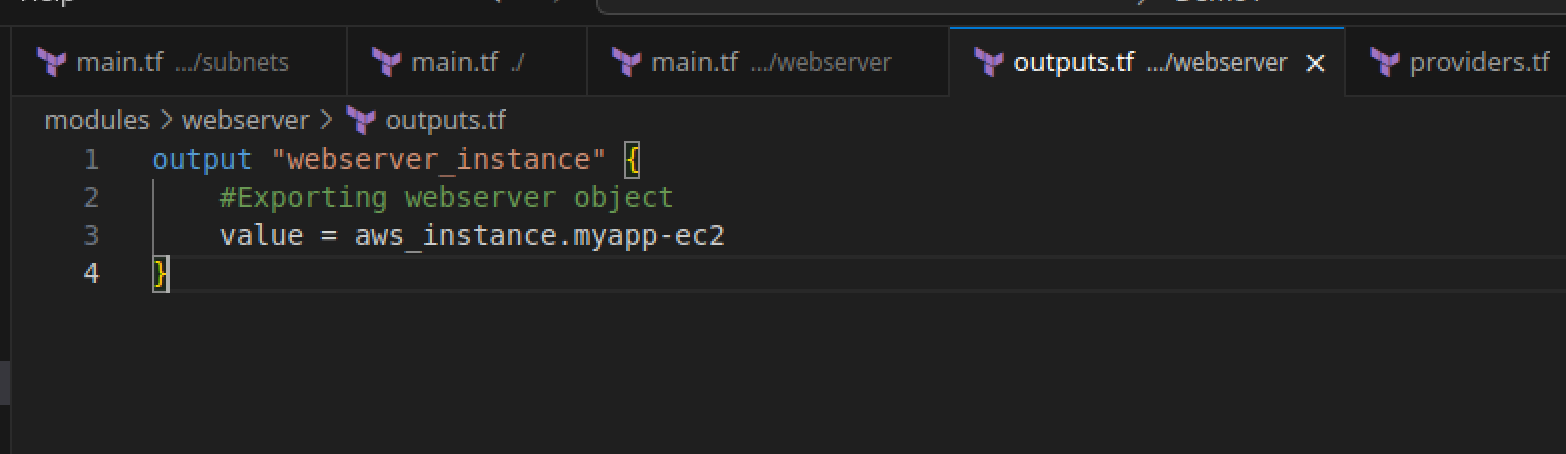 main.tf .../subnets main.tf ./ main.tf .../webserver outputs.tf .../webserver × providers.tf
modules > webserver > outputs.tf
1 output "webserver_instance" {
2 #Exporting webserver object
3 value = aws_instance.myapp-ec2
4 }